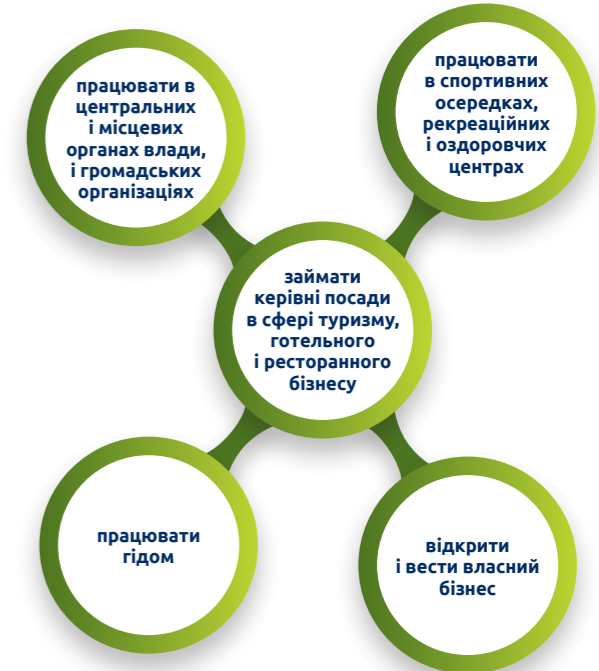 працювати в
центральних
і місцевих
органах влади,
і громадських
організаціях
працювати
в спортивних
осередках,
рекреаційних
і оздоровчих
центрах
займати
керівні посади
в сфері туризму,
готельного
і ресторанного
бізнесу
працювати
гідом
відкрити
і вести власний
бізнес